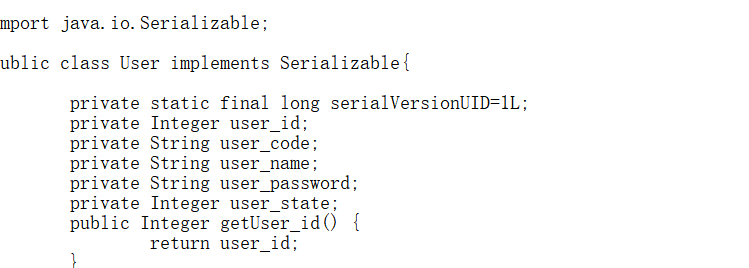 mport java.io.Serializable;
ublic class User implements Serializable{
private static final long serialVersionUID=1L;
private Integer user_id;
private String user_code;
private String user_name;
private String user_password;
private Integer user_state;
public Integer getUser_id() {
return user_id;
}